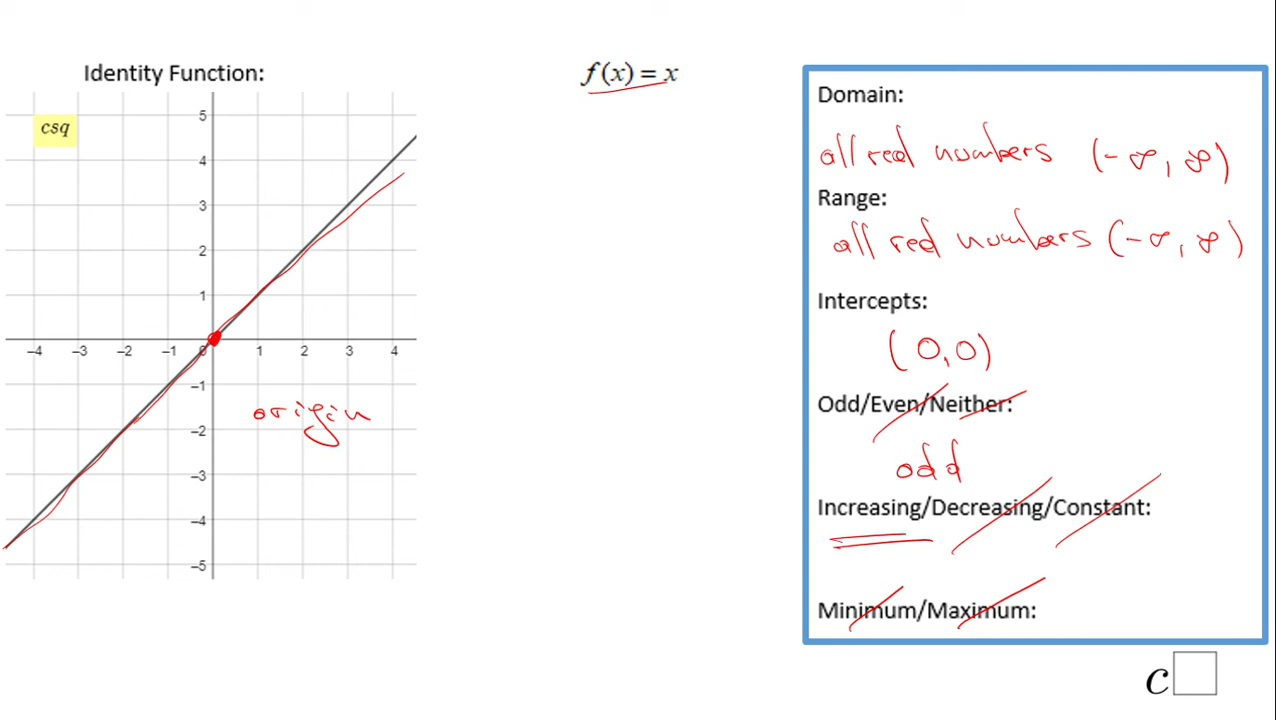 Identity Function:
f(x) = x
csq
5
4
3
2
1
-4 -3 -2 -1 0 1 2 3 4
-1
-2
-3
-4
-5
origin
Domain:
all real numbers (-∞, ∞)
Range:
all real numbers (-∞, ∞)
Intercepts:
(0,0)
Odd/Even/Neither:
odd
Increasing/Decreasing/Constant:
Minimum/Maximum:
c